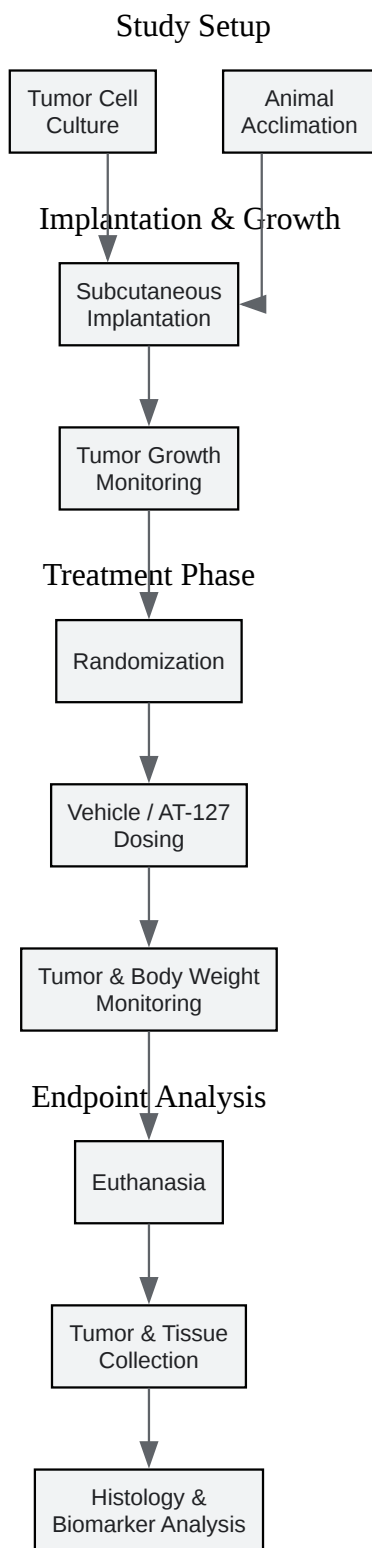 Study Setup
Tumor Cell
Culture
Animal
Acclimation
Implantation & Growth
Subcutaneous
Implantation
Tumor Growth
Monitoring
Treatment Phase
Randomization
Vehicle / AT-127
Dosing
Tumor & Body Weight
Monitoring
Endpoint Analysis
Euthanasia
Tumor & Tissue
Collection
Histology &
Biomarker Analysis